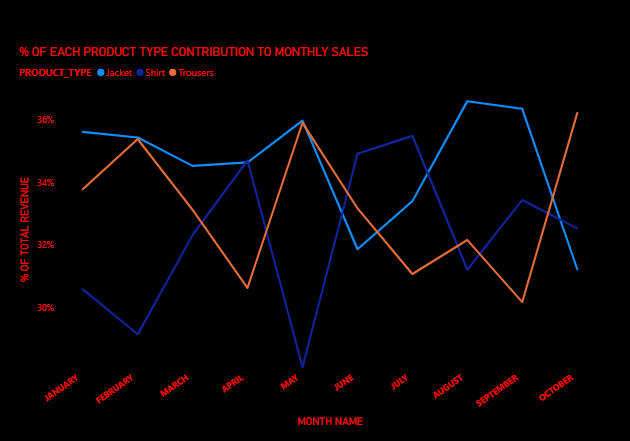 % OF EACH PRODUCT TYPE CONTRIBUTION TO MONTHLY SALES
PRODUCT_TYPE Jacket Shirt Trousers
36%
34%
32%
30%
% OF TOTAL REVENUE
JANUARY
FEBRUARY
MARCH
APRIL
MAY
JUNE
JULY
AUGUST
SEPTEMBER
OCTOBER
MONTH NAME